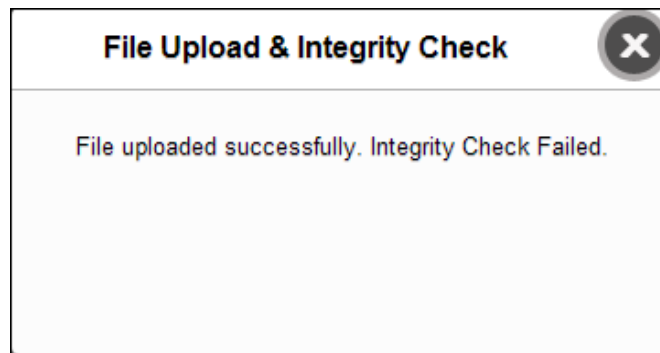 File Upload & Integrity Check
File uploaded successfully. Integrity Check Failed.